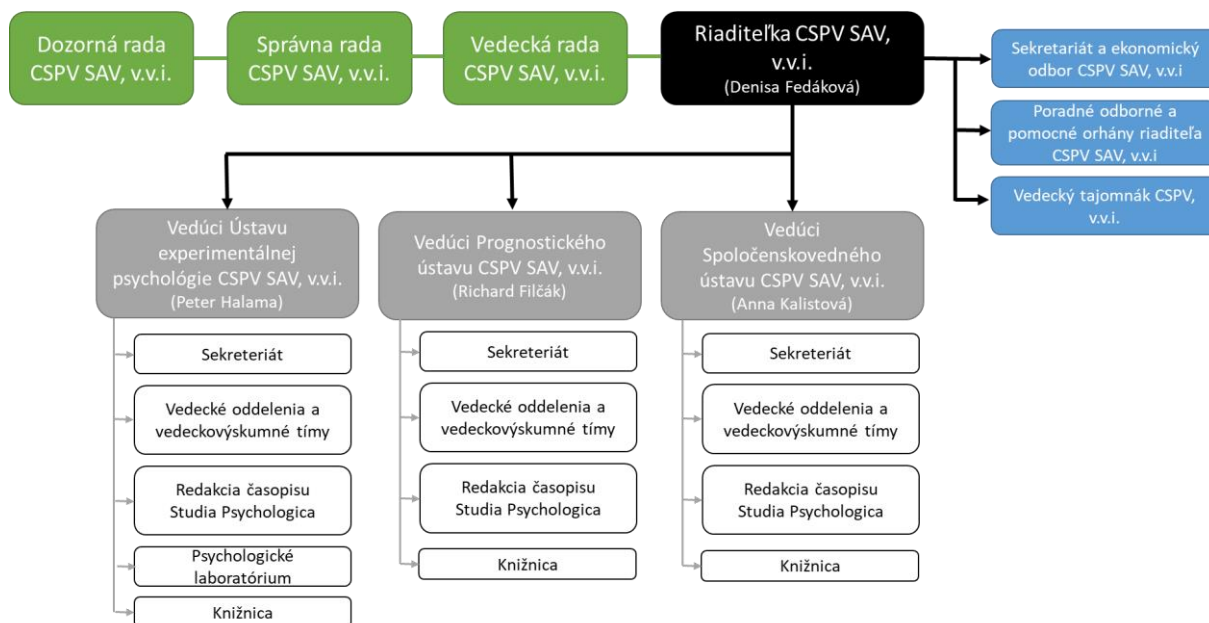 Dozorná rada
CSPV SAV, v.v.i.
Správna rada
CSPV SAV, v.v.i.
Vedecká rada
CSPV SAV, v.v.i.
Riaditeľka CSPV SAV,
v.v.i.
(Denisa Fedáková)
Sekretariát a ekonomický
odbor CSPV SAV, v.v.i
Poradné odborné a
pomocné orhány riaditeľa
CSPV SAV, v.v.i
Vedecký tajomnák CSPV,
v.v.i.
Vedúci Ústavu
experimentálnej
psychológie CSPV SAV, v.v.i.
(Peter Halama)
Sekreteriát
Vedecké oddelenia a
vedeckovýskumné tímy
Redakcia časopisu
Studia Psychologica
Psychologické
laboratórium
Knižnica
Vedúci Prognostického
ústavu CSPV SAV, v.v.i.
(Richard Filčák)
Sekreteriát
Vedecké oddelenia a
vedeckovýskumné tímy
Redakcia časopisu
Studia Psychologica
Knižnica
Vedúci
Spoločenskovedného
ústavu CSPV SAV, v.v.i.
(Anna Kalistová)
Sekreteriát
Vedecké oddelenia a
vedeckovýskumné tímy
Redakcia časopisu
Studia Psychologica
Knižnica